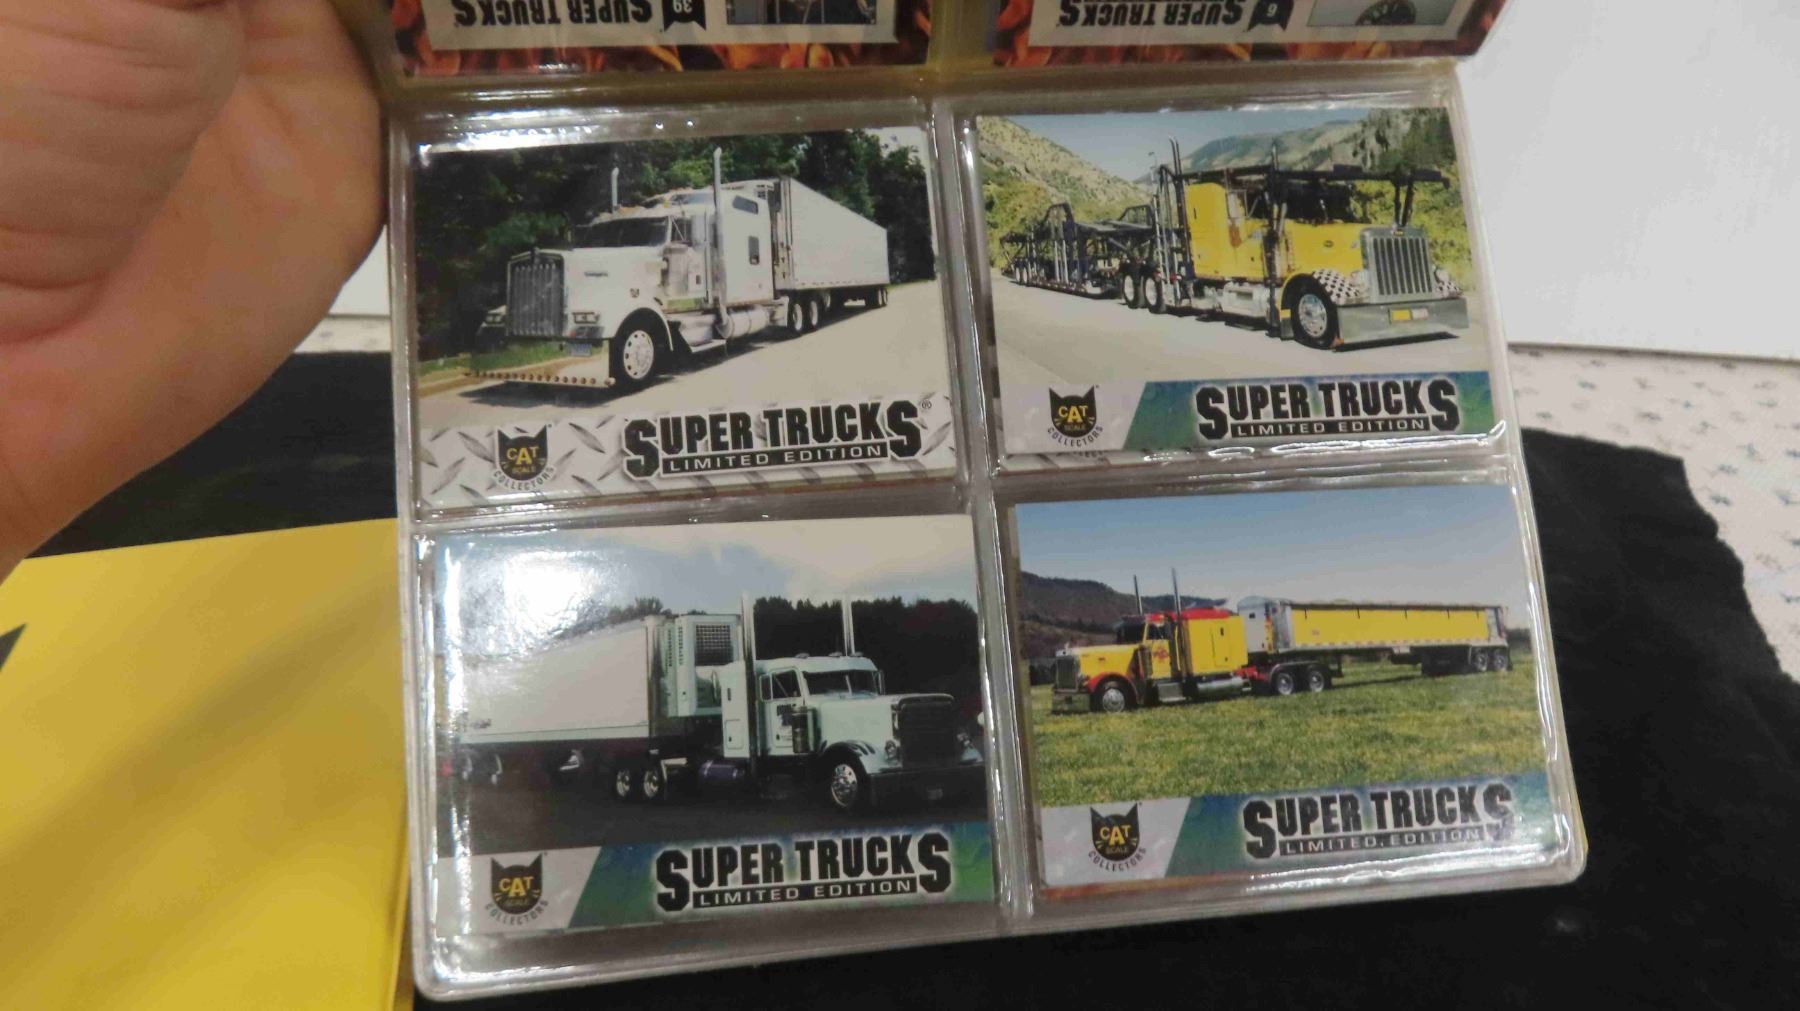 SUPER TRUCKS 39
SUPER TRUCKS 6
CAT
SCALE
COLLECTORS
SUPER TRUCKS®
LIMITED EDITION
CAT
SCALE
COLLECTORS
SUPER TRUCKS
LIMITED EDITION
CAT
SCALE
COLLECTORS
SUPER TRUCKS
LIMITED EDITION
CAT
SCALE
COLLECTORS
SUPER TRUCKS
LIMITED EDITION